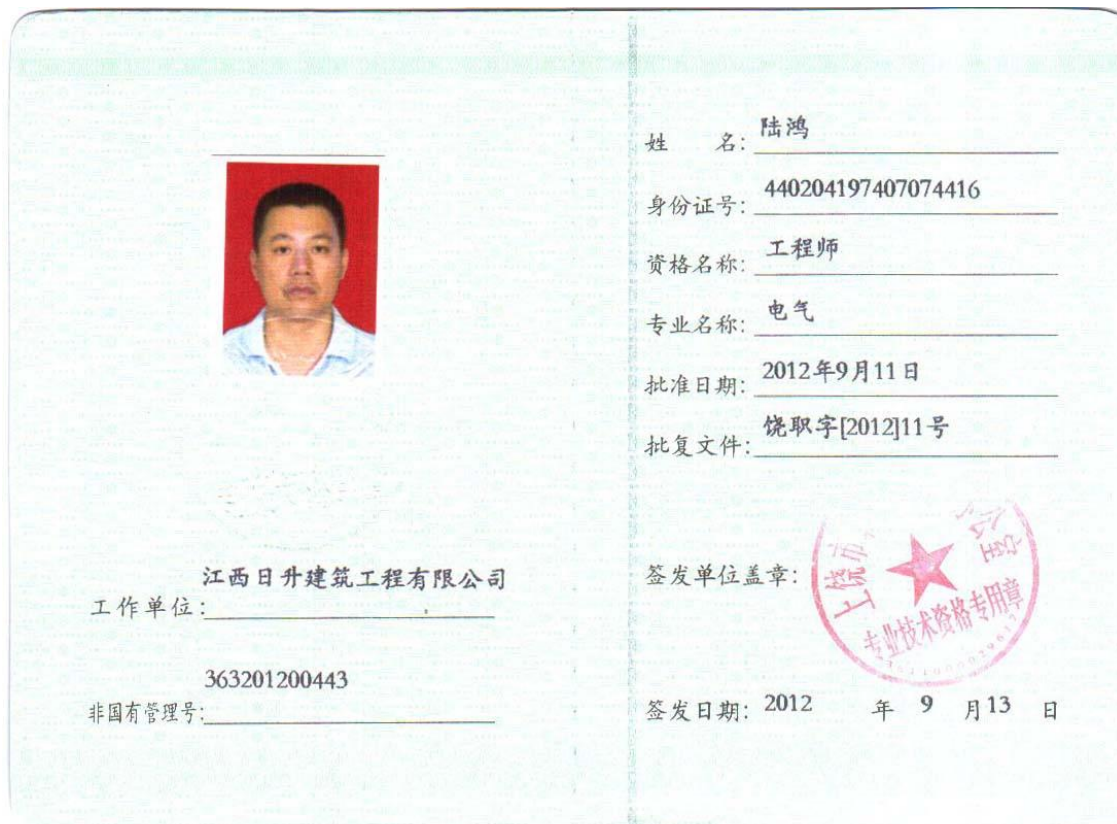 工作单位：江西日升建筑工程有限公司
非国有管理号：363201200443
姓 名：陆鸿
身份证号：440204197407074416
资格名称：工程师
专业名称：电气
批准日期：2012年9月11日
批复文件：饶职字[2012]11号
签发单位盖章：
上饶市
专业技术资格专用章
签发日期：2012 年 9 月 13 日